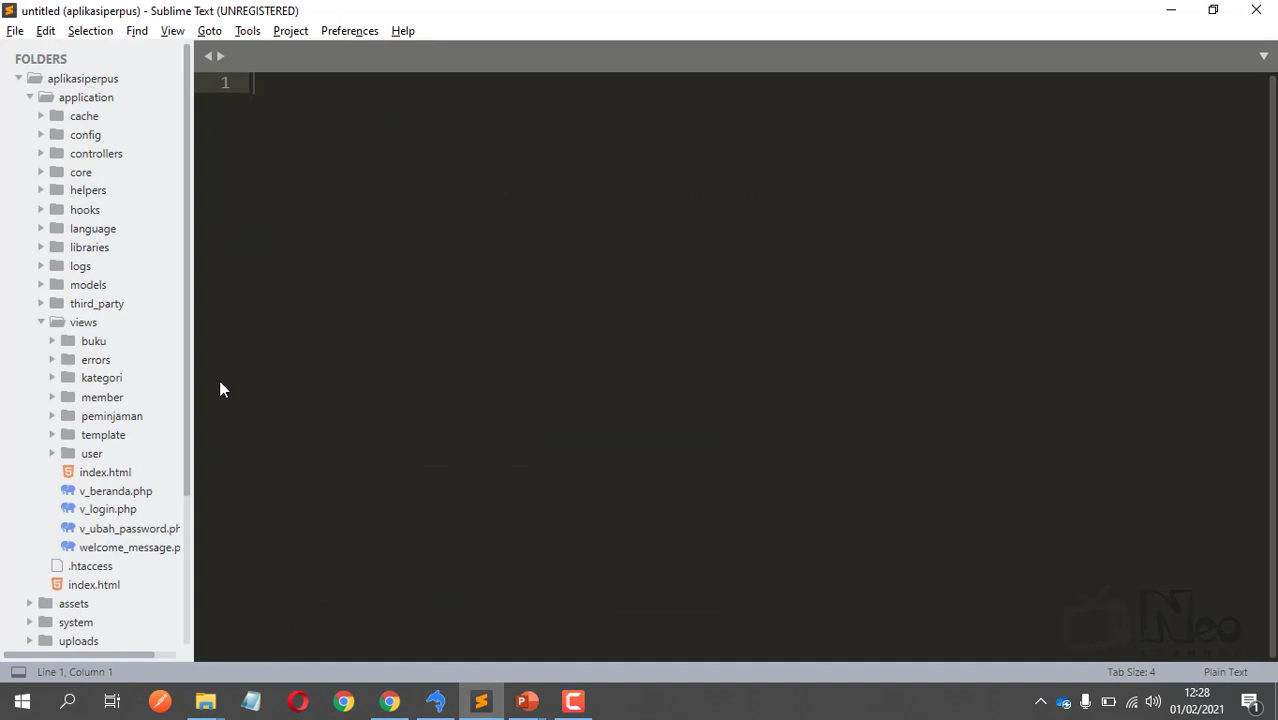 untitled (aplikasiperpus) - Sublime Text (UNREGISTERED)
File Edit Selection Find View Goto Tools Project Preferences Help
FOLDERS
aplikasiperpus
application
cache
config
controllers
core
helpers
hooks
language
libraries
logs
models
third_party
views
buku
errors
kategori
member
peminjaman
template
user
index.html
v_beranda.php
v_login.php
v_ubah_password.ph
welcome_message.p
.htaccess
index.html
assets
system
uploads
1
Neo
CHANNEL
Line 1, Column 1
Tab Size: 4
Plain Text
12:28
01/02/2021
1